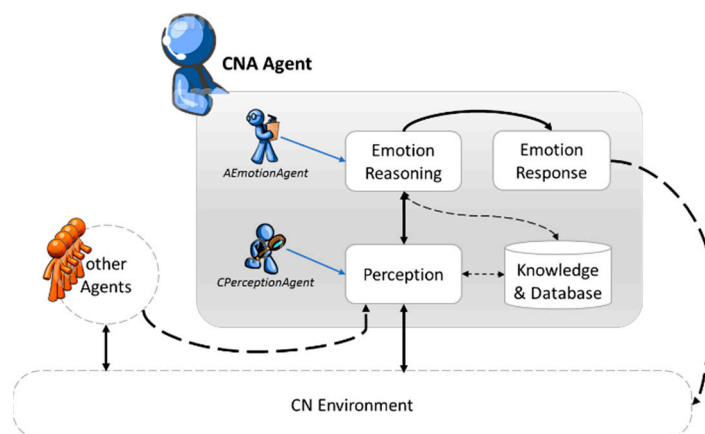 CNA Agent
AEmotionAgent
Emotion
Reasoning
Emotion
Response
other
Agents
CPerceptionAgent
Perception
Knowledge
& Database
CN Environment